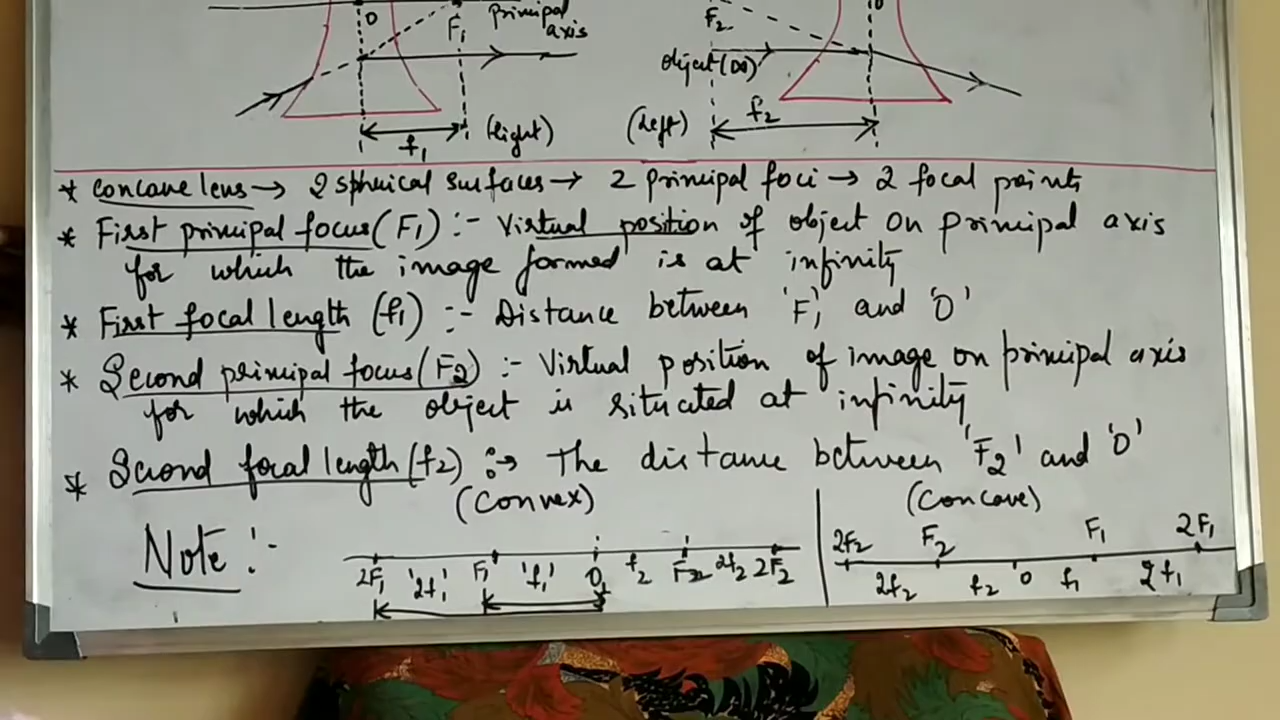 O F₁ principal axis
F₂ O
object (∞)
f₁ (Right)
(Left) f₂
* concave lens → 2 spherical surfaces → 2 principal foci → 2 focal points
* First principal focus (F₁) :- Virtual position of object on principal axis
for which the image formed is at infinity
* First focal length (f₁) :- Distance between 'F₁' and 'O'
* Second principal focus (F₂) :- Virtual position of image on principal axis
for which the object is situated at infinity
* Second focal length (f₂) :→ The distance between 'F₂' and 'O'
Note :-
(Convex)
2F₁ '2f₁' F₁ 'f₁' O f₂ F₂ 2f₂ 2F₂
(Concave)
2F₂ F₂ F₁ 2F₁
2f₂ f₂ O f₁ 2f₁